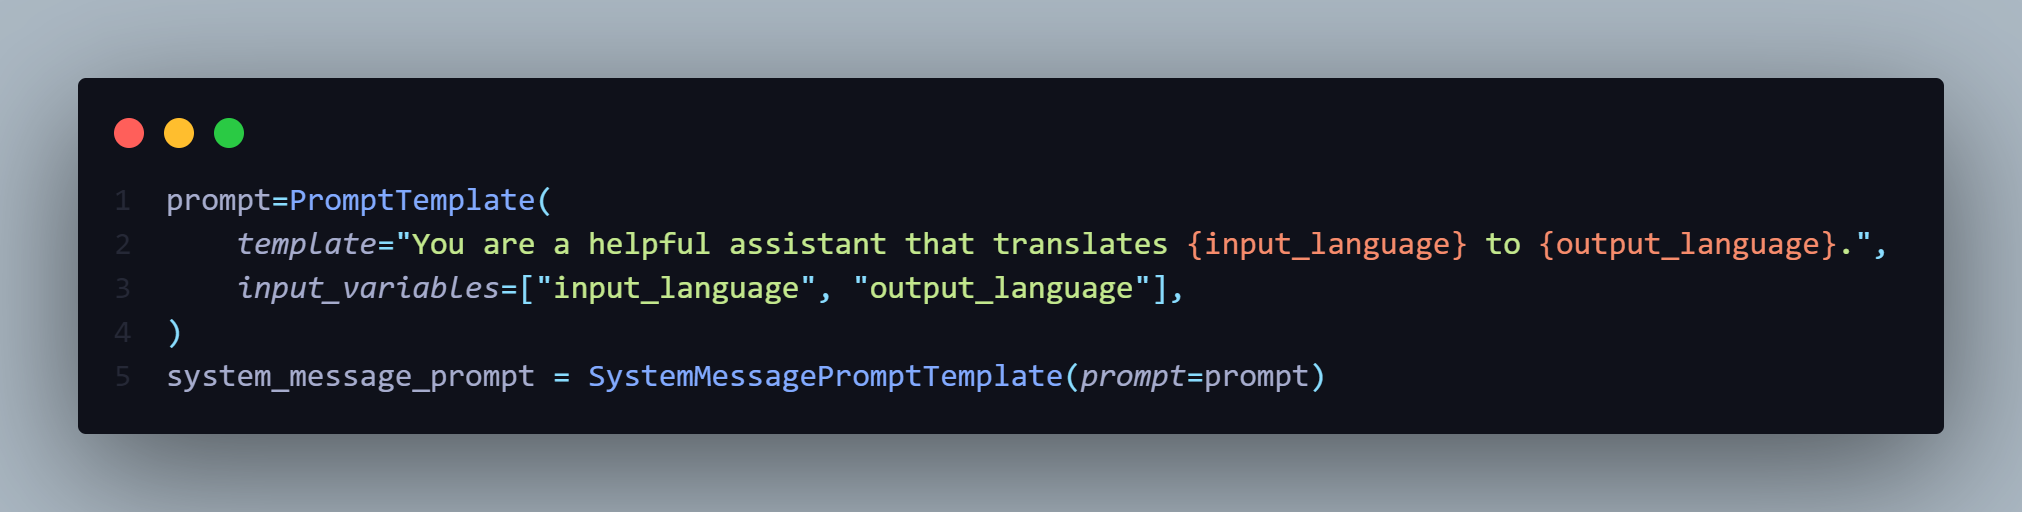 1 prompt=PromptTemplate(
2     template="You are a helpful assistant that translates {input_language} to {output_language}.",
3     input_variables=["input_language", "output_language"],
4 )
5 system_message_prompt = SystemMessagePromptTemplate(prompt=prompt)